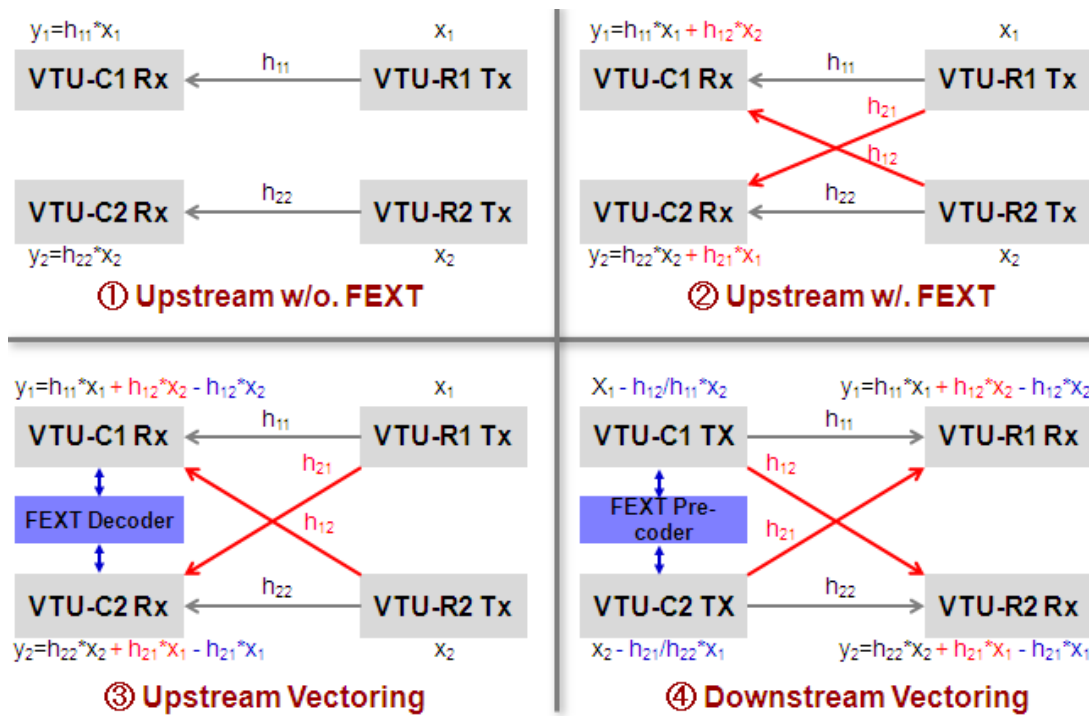 y₁=h₁₁*x₁
x₁
VTU-C1 Rx
h₁₁
VTU-R1 Tx
VTU-C2 Rx
h₂₂
VTU-R2 Tx
y₂=h₂₂*x₂
x₂
① Upstream w/o. FEXT
y₁=h₁₁*x₁ + h₁₂*x₂
x₁
VTU-C1 Rx
h₁₁
VTU-R1 Tx
h₂₁
h₁₂
VTU-C2 Rx
h₂₂
VTU-R2 Tx
y₂=h₂₂*x₂ + h₂₁*x₁
x₂
② Upstream w/. FEXT
y₁=h₁₁*x₁ + h₁₂*x₂ - h₁₂*x₂
x₁
VTU-C1 Rx
h₁₁
VTU-R1 Tx
h₂₁
FEXT Decoder
h₁₂
VTU-C2 Rx
h₂₂
VTU-R2 Tx
y₂=h₂₂*x₂ + h₂₁*x₁ - h₂₁*x₁
x₂
③ Upstream Vectoring
X₁ - h₁₂/h₁₁*x₂
y₁=h₁₁*x₁ + h₁₂*x₂ - h₁₂*x₂
VTU-C1 TX
h₁₁
VTU-R1 Rx
h₁₂
FEXT Pre-
coder
h₂₁
VTU-C2 TX
h₂₂
VTU-R2 Rx
x₂ - h₂₁/h₂₂*x₁
y₂=h₂₂*x₂ + h₂₁*x₁ - h₂₁*x₁
④ Downstream Vectoring